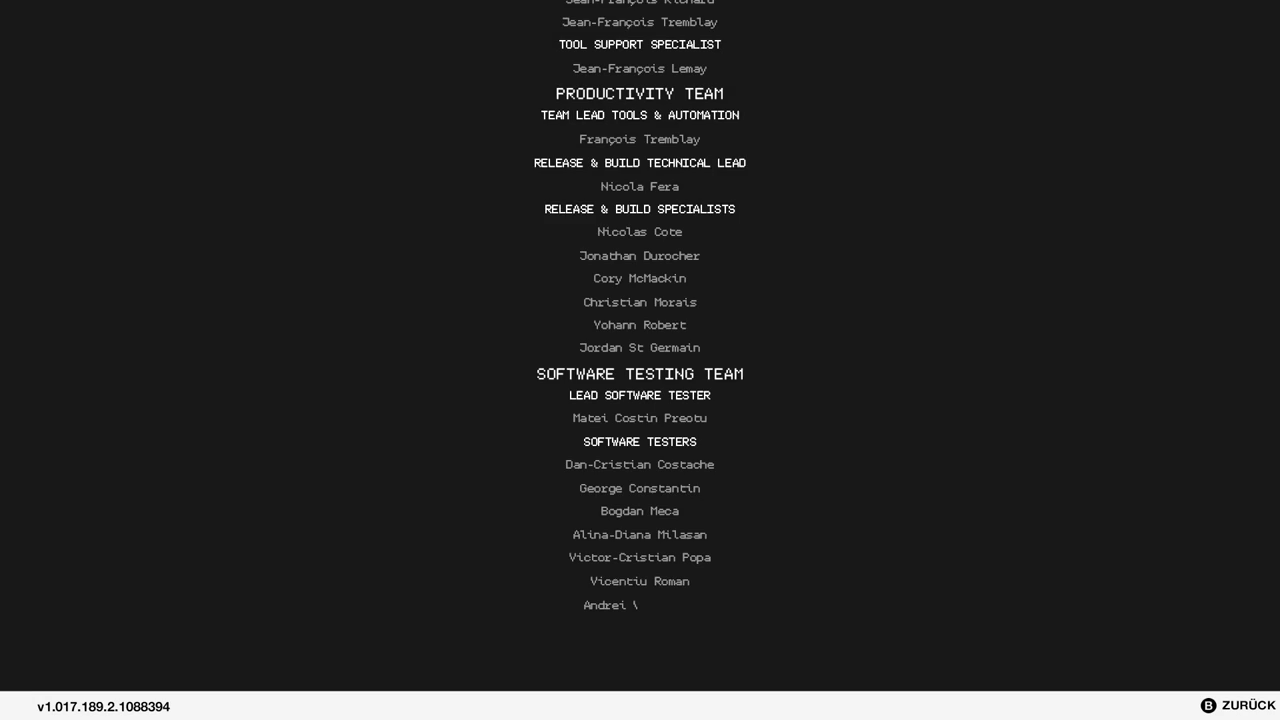 Jean-François Richard
Jean-François Tremblay
TOOL SUPPORT SPECIALIST
Jean-François Lemay
PRODUCTIVITY TEAM
TEAM LEAD TOOLS & AUTOMATION
François Tremblay
RELEASE & BUILD TECHNICAL LEAD
Nicola Fera
RELEASE & BUILD SPECIALISTS
Nicolas Cote
Jonathan Durocher
Cory McMackin
Christian Morais
Yohann Robert
Jordan St Germain
SOFTWARE TESTING TEAM
LEAD SOFTWARE TESTER
Matei Costin Preotu
SOFTWARE TESTERS
Dan-Cristian Costache
George Constantin
Bogdan Meca
Alina-Diana Milasan
Victor-Cristian Popa
Vicentiu Roman
Andrei \
v1.017.189.2.1088394
B ZURÜCK